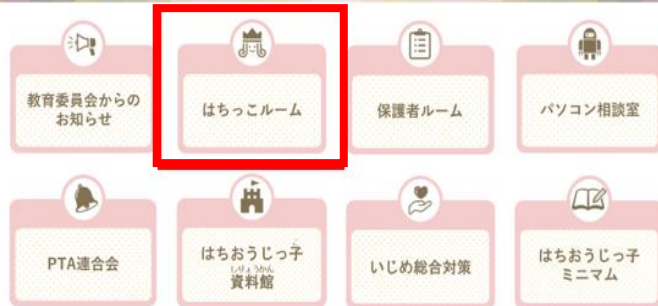 教育委員会からの
お知らせ
はちっこルーム
保護者ルーム
パソコン相談室
PTA連合会
はちおうじっ子
しりょうかん
資料館
いじめ総合対策
はちおうじっ子
ミニマム